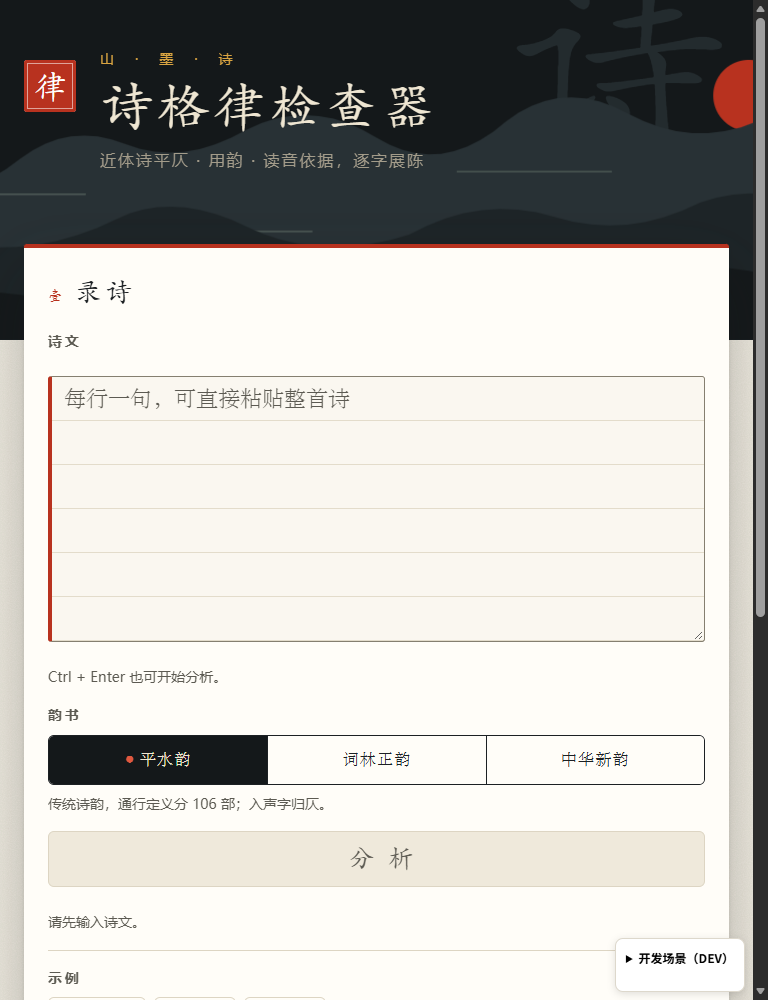 诗
山 · 墨 · 诗
律
诗格律检查器
近体诗平仄 · 用韵 · 读音依据，逐字展陈
壹 录诗
诗文
每行一句，可直接粘贴整首诗
Ctrl + Enter 也可开始分析。
韵书
平水韵 词林正韵 中华新韵
传统诗韵，通行定义分 106 部；入声字归仄。
分 析
请先输入诗文。
▶ 开发场景（DEV）
示例